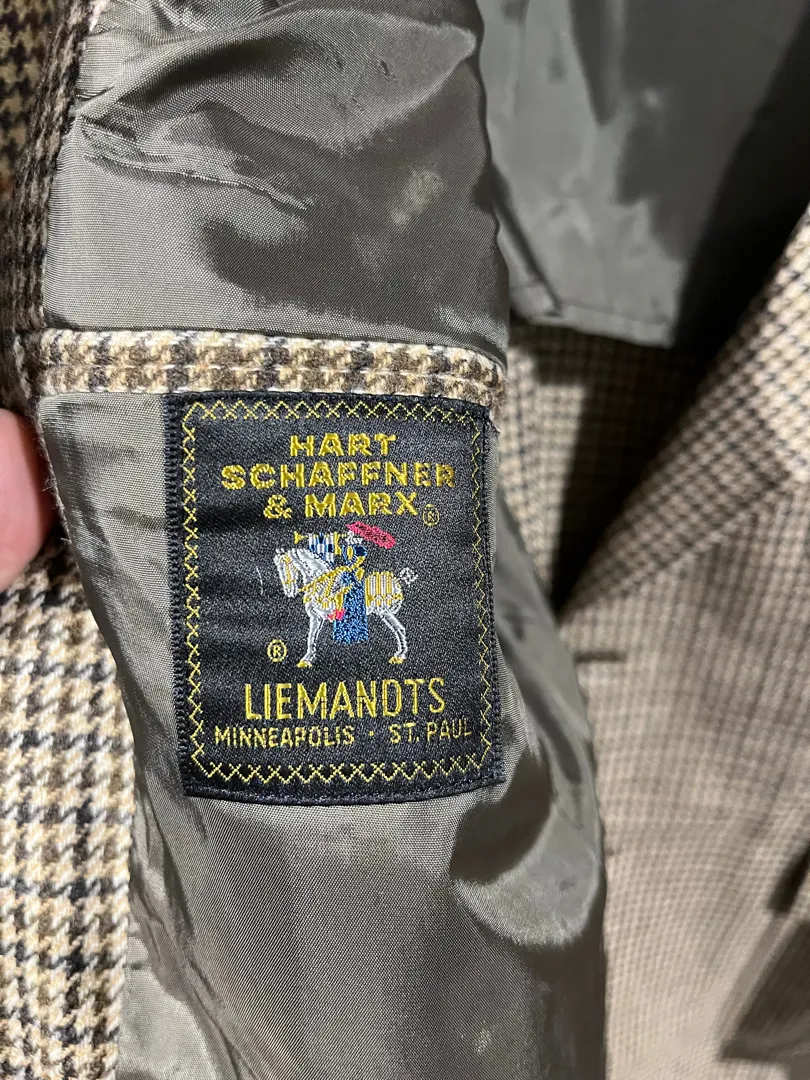 HART
SCHAFFNER
& MARX®
®
LIEMANDTS
MINNEAPOLIS · ST. PAUL